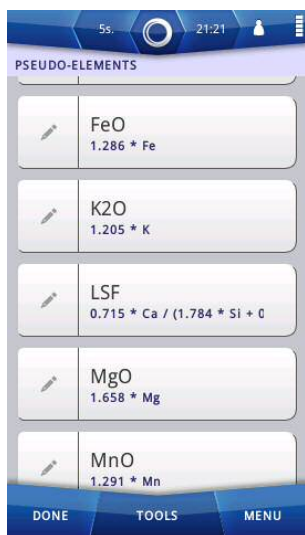 5s. 21:21
PSEUDO-ELEMENTS
FeO
1.286 * Fe
K2O
1.205 * K
LSF
0.715 * Ca / (1.784 * Si + 0
MgO
1.658 * Mg
MnO
1.291 * Mn
DONE TOOLS MENU